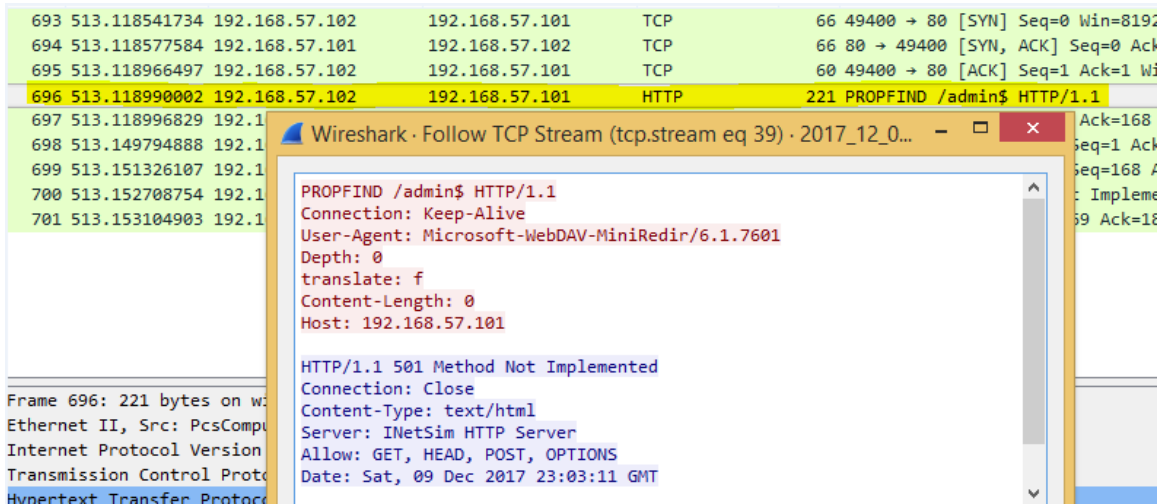 693 513.118541734 192.168.57.102 192.168.57.101 TCP 66 49400 → 80 [SYN] Seq=0 Win=8192
694 513.118577584 192.168.57.101 192.168.57.102 TCP 66 80 → 49400 [SYN, ACK] Seq=0 Ack
695 513.118966497 192.168.57.102 192.168.57.101 TCP 60 49400 → 80 [ACK] Seq=1 Ack=1 Wi
696 513.118990002 192.168.57.102 192.168.57.101 HTTP 221 PROPFIND /admin$ HTTP/1.1
697 513.118996829 192.1 Ack=168
698 513.149794888 192.1 Seq=1 Ack
699 513.151326107 192.1 Seq=168 A
700 513.152708754 192.1 Impleme
701 513.153104903 192.1 69 Ack=18
Wireshark · Follow TCP Stream (tcp.stream eq 39) · 2017_12_0...
PROPFIND /admin$ HTTP/1.1
Connection: Keep-Alive
User-Agent: Microsoft-WebDAV-MiniRedir/6.1.7601
Depth: 0
translate: f
Content-Length: 0
Host: 192.168.57.101
HTTP/1.1 501 Method Not Implemented
Connection: Close
Content-Type: text/html
Server: INetSim HTTP Server
Allow: GET, HEAD, POST, OPTIONS
Date: Sat, 09 Dec 2017 23:03:11 GMT
Frame 696: 221 bytes on wi
Ethernet II, Src: PcsCompu
Internet Protocol Version
Transmission Control Proto
Hypertext Transfer Protoco